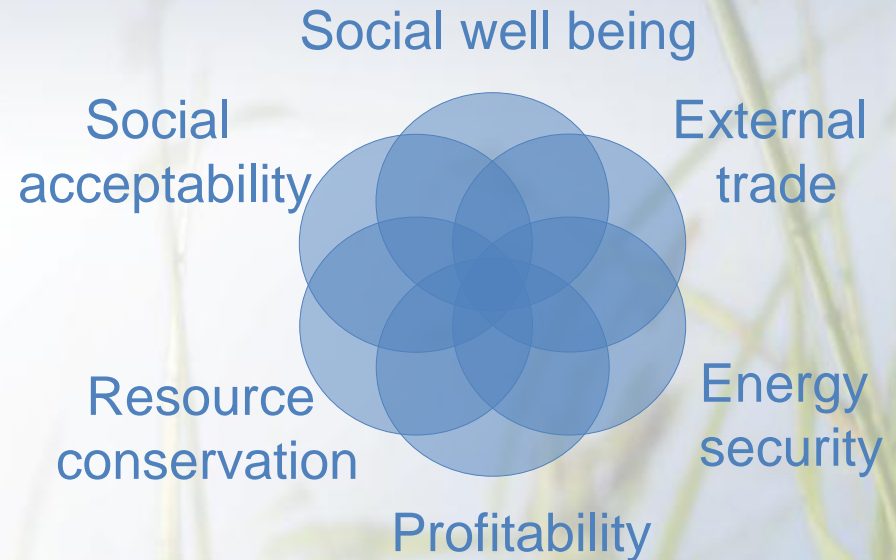 Social well being
External
trade
Energy
security
Profitability
Resource
conservation
Social
acceptability